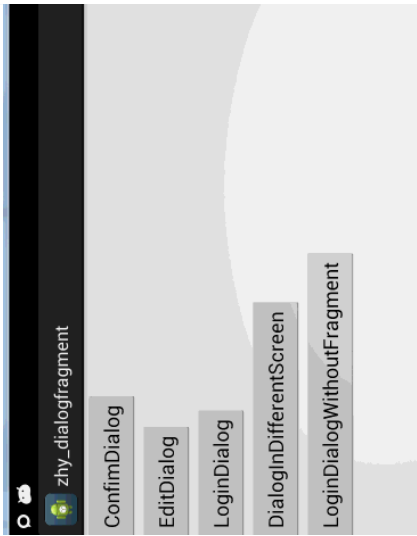 zhy_dialogfragment
ConfimDialog
EditDialog
LoginDialog
DialogInDifferentScreen
LoginDialogWithoutFragment